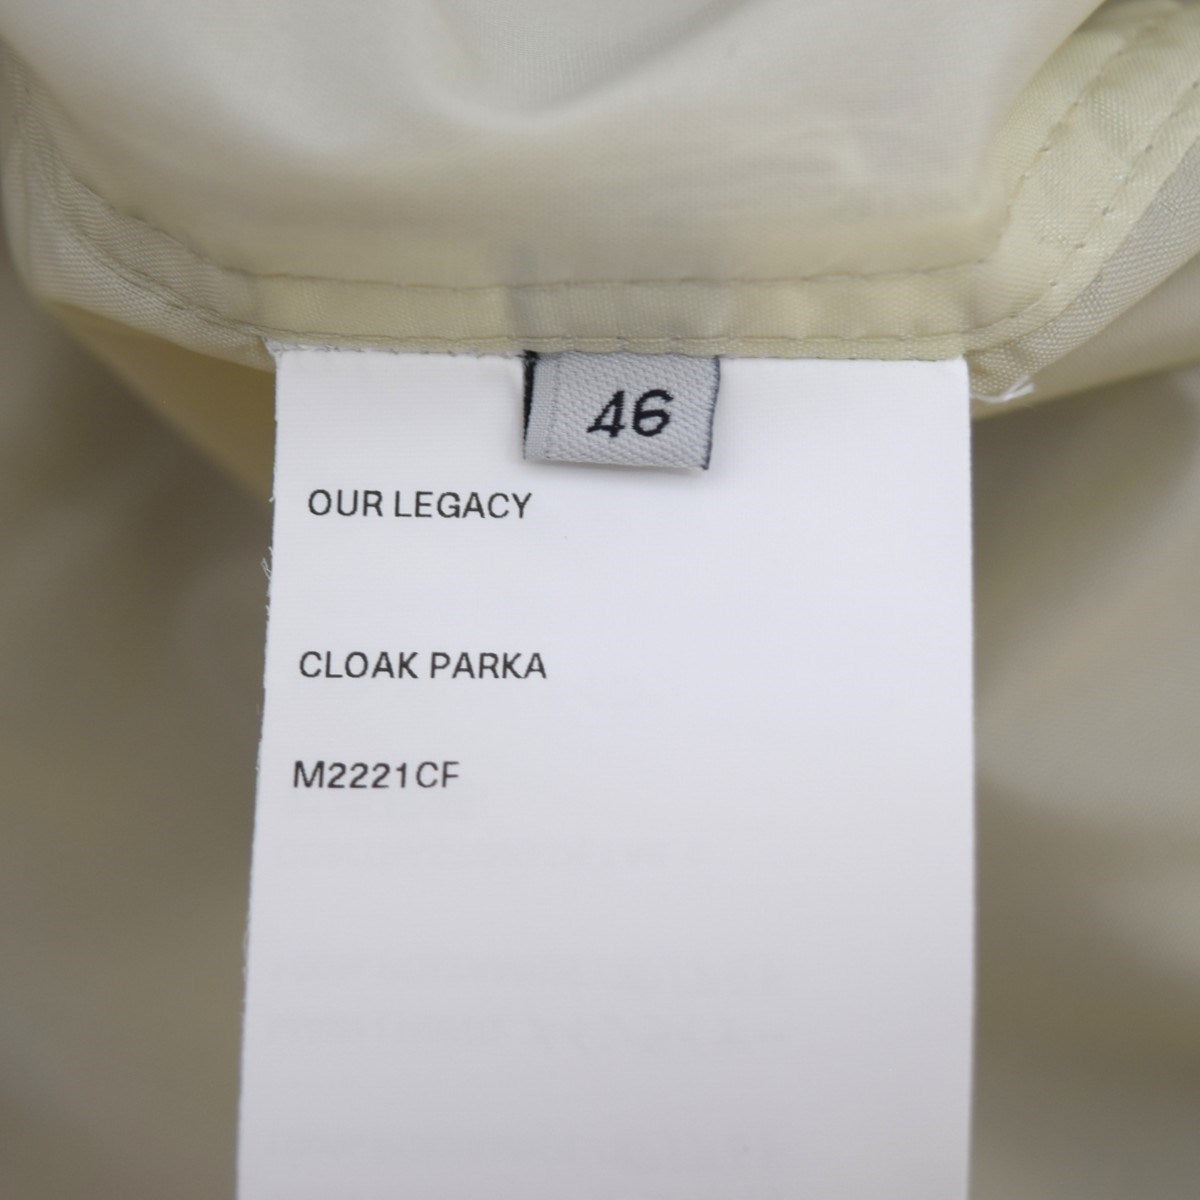 46
OUR LEGACY
CLOAK PARKA
M2221CF